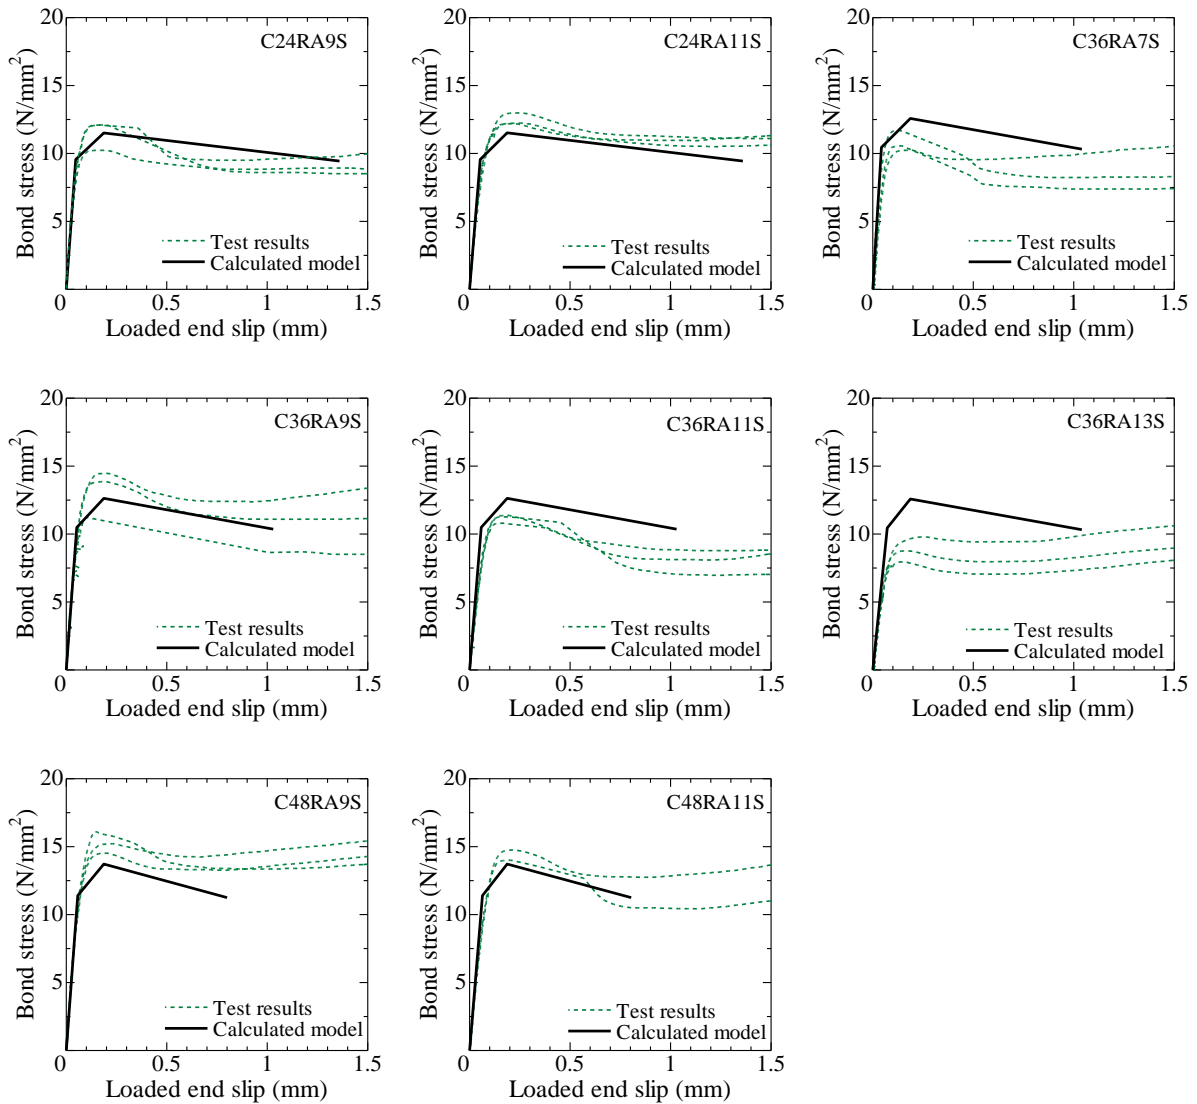 C24RA9S
Bond stress (N/mm²)
20
15
10
5
0
0.5
1
1.5
Test results
Calculated model
Loaded end slip (mm)
C24RA11S
Bond stress (N/mm²)
20
15
10
5
0
0.5
1
1.5
Test results
Calculated model
Loaded end slip (mm)
C36RA7S
Bond stress (N/mm²)
20
15
10
5
0
0.5
1
1.5
Test results
Calculated model
Loaded end slip (mm)
C36RA9S
Bond stress (N/mm²)
20
15
10
5
0
0.5
1
1.5
Test results
Calculated model
Loaded end slip (mm)
C36RA11S
Bond stress (N/mm²)
20
15
10
5
0
0.5
1
1.5
Test results
Calculated model
Loaded end slip (mm)
C36RA13S
Bond stress (N/mm²)
20
15
10
5
0
0.5
1
1.5
Test results
Calculated model
Loaded end slip (mm)
C48RA9S
Bond stress (N/mm²)
20
15
10
5
0
0.5
1
1.5
Test results
Calculated model
Loaded end slip (mm)
C48RA11S
Bond stress (N/mm²)
20
15
10
5
0
0.5
1
1.5
Test results
Calculated model
Loaded end slip (mm)